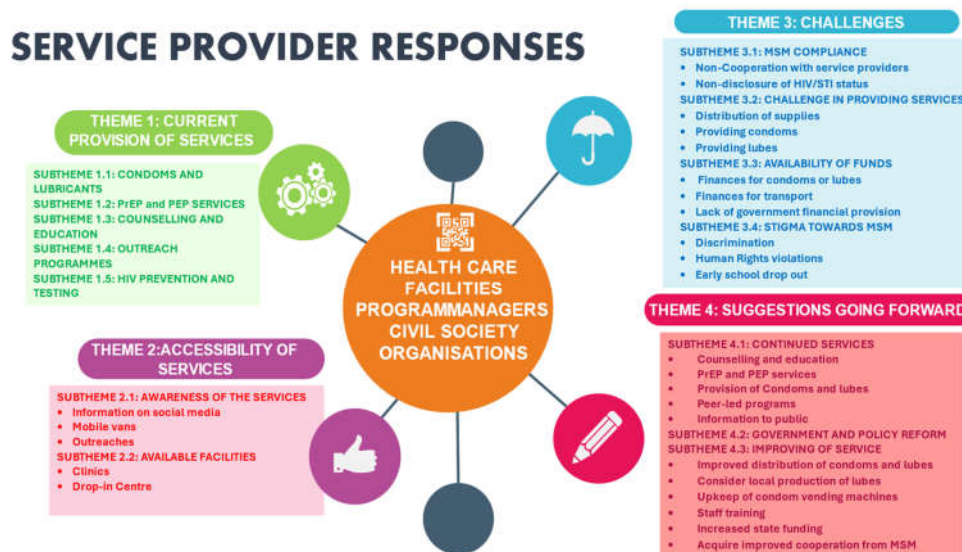 SERVICE PROVIDER RESPONSES
THEME 1: CURRENT
PROVISION OF SERVICES
SUBTHEME 1.1: CONDOMS AND
LUBRICANTS
SUBTHEME 1.2: PrEP and PEP SERVICES
SUBTHEME 1.3: COUNSELLING AND
EDUCATION
SUBTHEME 1.4: OUTREACH
PROGRAMMES
SUBTHEME 1.5: HIV PREVENTION AND
TESTING
THEME 2:ACCESSIBILITY OF
SERVICES
SUBTHEME 2.1: AWARENESS OF THE SERVICES
• Information on social media
• Mobile vans
• Outreaches
SUBTHEME 2.2: AVAILABLE FACILITIES
• Clinics
• Drop-in Centre
HEALTH CARE
FACILITIES
PROGRAMMANAGERS
CIVIL SOCIETY
ORGANISATIONS
THEME 3: CHALLENGES
SUBTHEME 3.1: MSM COMPLIANCE
• Non-Cooperation with service providers
• Non-disclosure of HIV/STI status
SUBTHEME 3.2: CHALLENGE IN PROVIDING SERVICES
• Distribution of supplies
• Providing condoms
• Providing lubes
SUBTHEME 3.3: AVAILABILITY OF FUNDS
• Finances for condoms or lubes
• Finances for transport
• Lack of government financial provision
SUBTHEME 3.4: STIGMA TOWARDS MSM
• Discrimination
• Human Rights violations
• Early school drop out
THEME 4: SUGGESTIONS GOING FORWARD
SUBTHEME 4.1: CONTINUED SERVICES
• Counselling and education
• PrEP and PEP services
• Provision of Condoms and lubes
• Peer-led programs
• Information to public
SUBTHEME 4.2: GOVERNMENT AND POLICY REFORM
SUBTHEME 4.3: IMPROVING OF SERVICE
• Improved distribution of condoms and lubes
• Consider local production of lubes
• Upkeep of condom vending machines
• Staff training
• Increased state funding
• Acquire improved cooperation from MSM